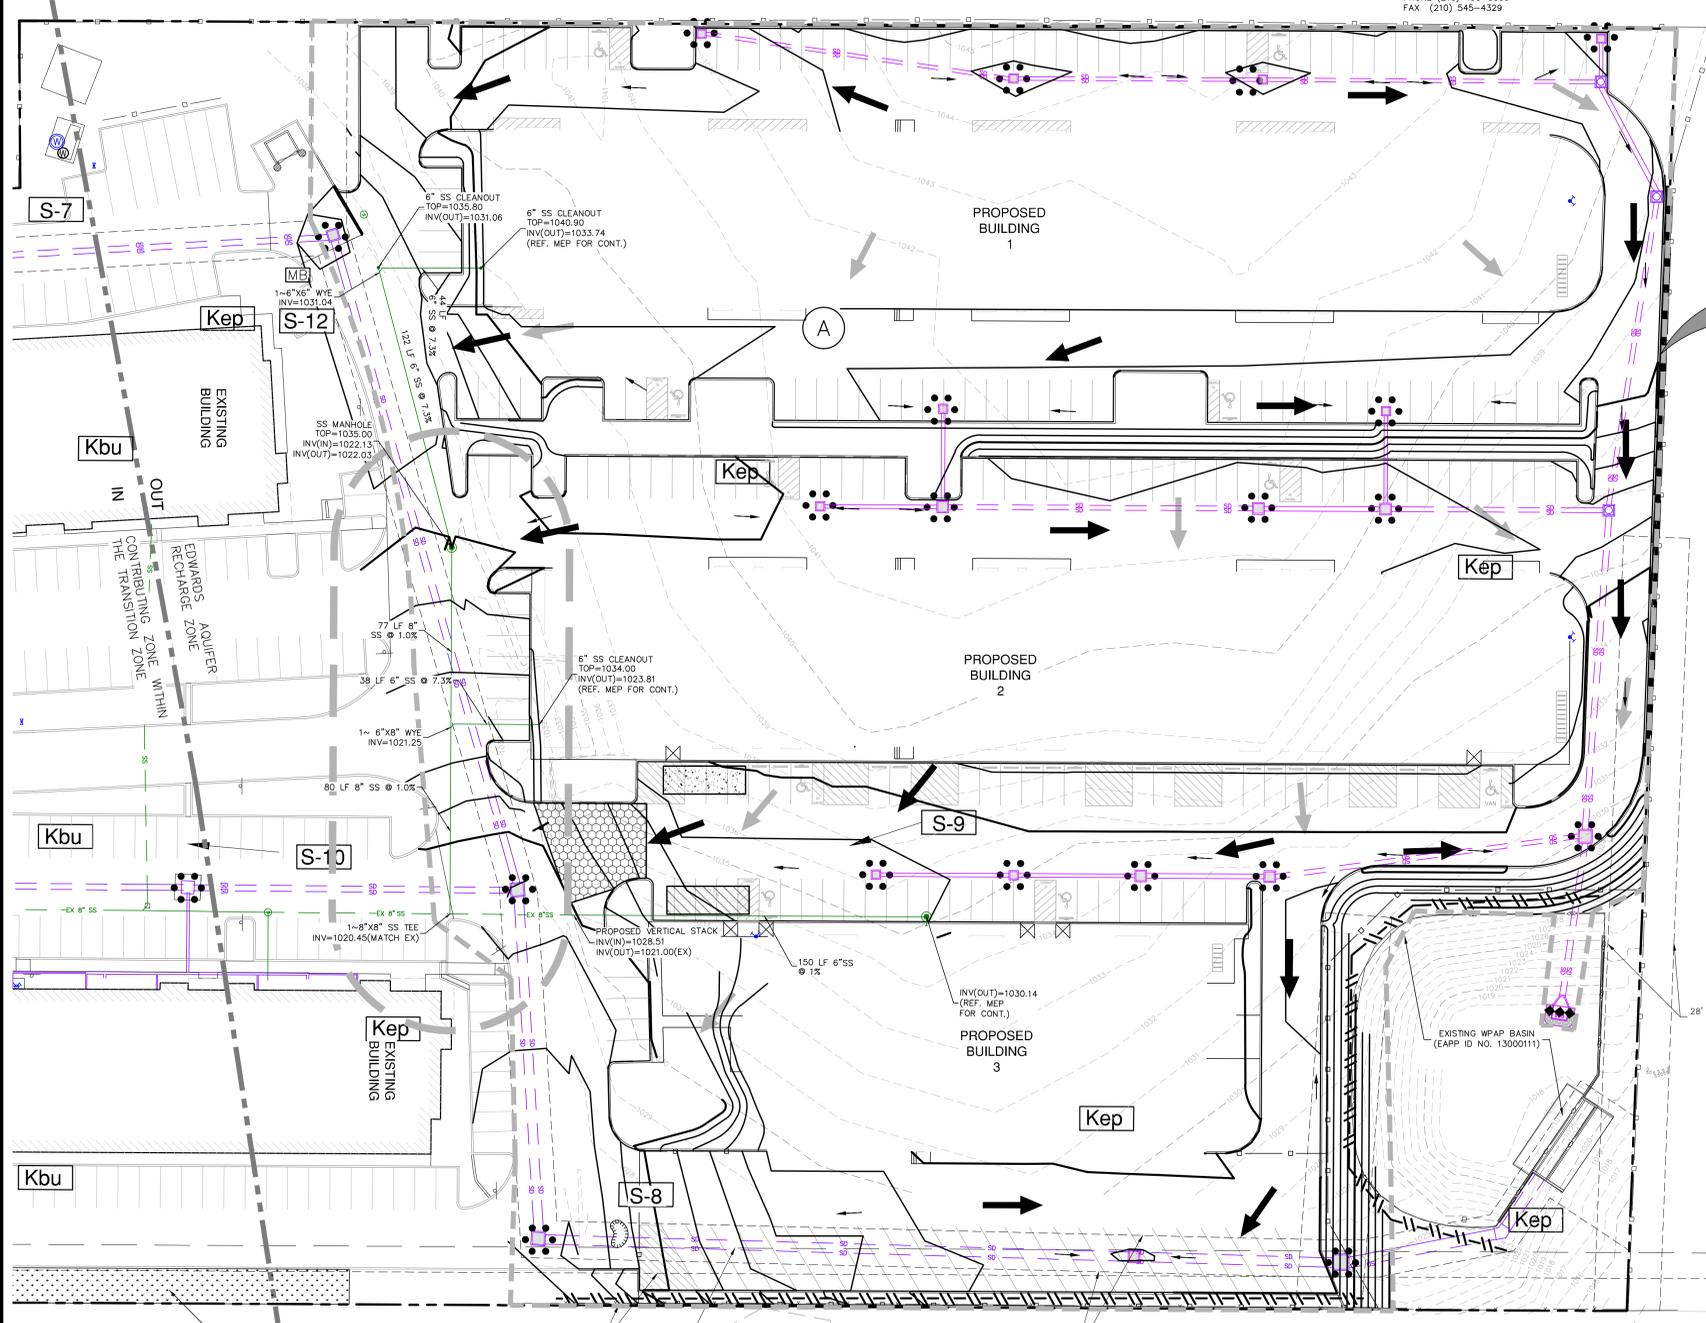 FAX (210) 545-4329
S-7
MB
Kep
S-12
6" SS CLEANOUT
TOP=1035.80
INV(OUT)=1031.06
6" SS CLEANOUT
TOP=1040.90
INV(OUT)=1033.74
(REF. MEP FOR CONT.)
1~6"X6" WYE
INV=1031.04
44 LF
6" SS @ 7.3%
122 LF 6" SS @ 7.3%
PROPOSED
BUILDING
1
A
EXISTING
BUILDING
Kbu
OUT
IN
SS MANHOLE
TOP=1035.00
INV(IN)=1022.13
INV(OUT)=1022.03
Kep
Kep
EDWARDS AQUIFER
RECHARGE ZONE
CONTRIBUTING ZONE WITHIN
THE TRANSITION ZONE
77 LF 8"
SS @ 1.0%
38 LF 6" SS @ 7.3%
6" SS CLEANOUT
TOP=1034.00
INV(OUT)=1023.81
(REF. MEP FOR CONT.)
1~ 6"X8" WYE
INV=1021.25
PROPOSED
BUILDING
2
80 LF 8" SS @ 1.0%
VAN
Kbu
S-10
S-9
EX 8" SS
EX 8" SS
EX 8"SS
1~8"X8" SS TEE
INV=1020.45(MATCH EX)
PROPOSED VERTICAL STACK
INV(IN)=1028.51
INV(OUT)=1021.00(EX)
150 LF 6"SS
@ 1%
INV(OUT)=1030.14
(REF. MEP
FOR CONT.)
PROPOSED
BUILDING
3
EXISTING WPAP BASIN
(EAPP ID NO. 13000111)
28'
Kep
EXISTING
BUILDING
Kep
Kbu
S-8
Kep